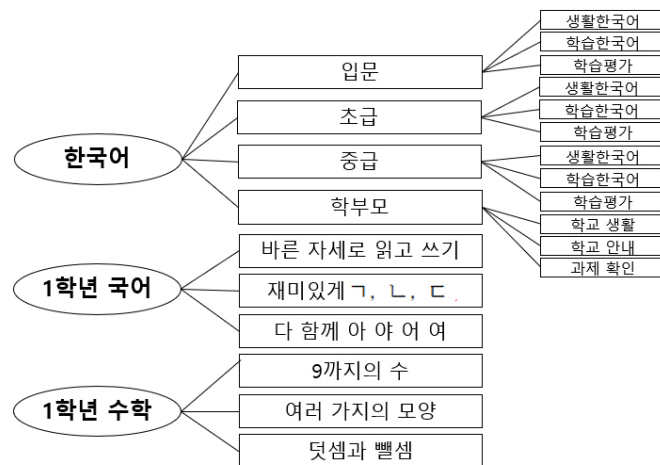 한국어
입문
생활한국어
학습한국어
학습평가
초급
생활한국어
학습한국어
학습평가
중급
생활한국어
학습한국어
학습평가
학부모
학교 생활
학교 안내
과제 확인
1학년 국어
바른 자세로 읽고 쓰기
재미있게 ㄱ, ㄴ, ㄷ
다 함께 아 야 어 여
1학년 수학
9까지의 수
여러 가지의 모양
덧셈과 뺄셈